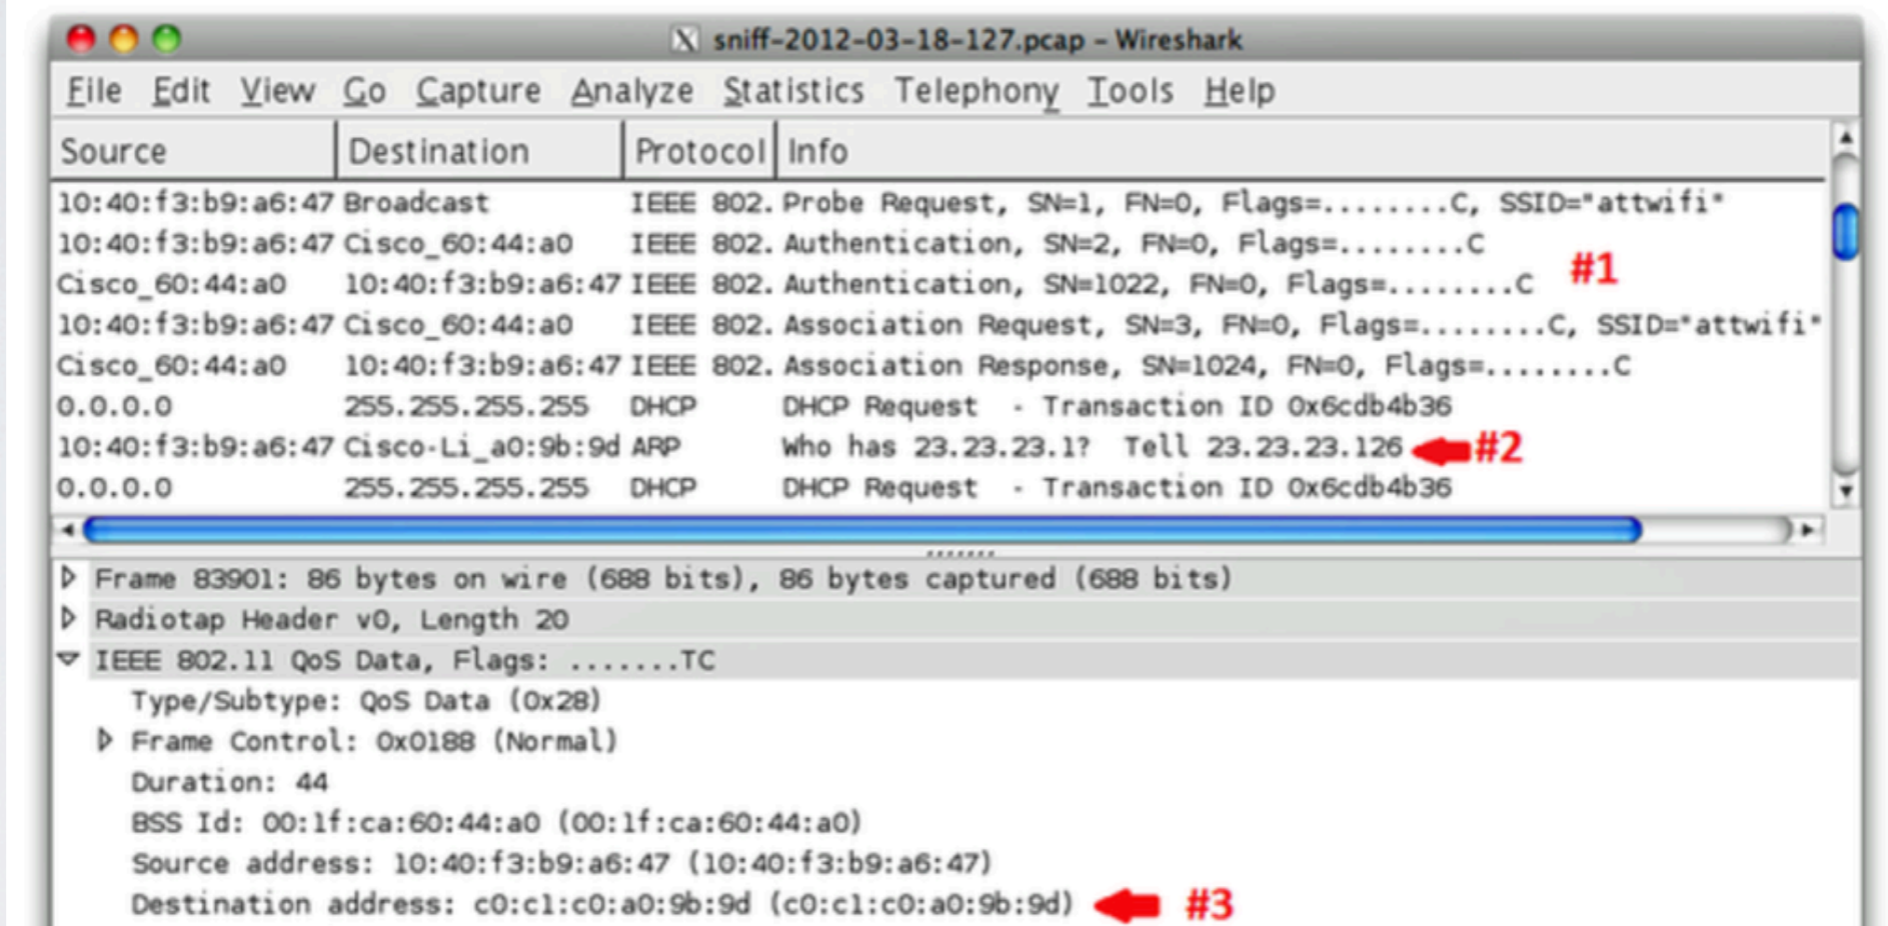 sniff-2012-03-18-127.pcap - Wireshark
File Edit View Go Capture Analyze Statistics Telephony Tools Help
Source Destination Protocol Info
10:40:f3:b9:a6:47 Broadcast IEEE 802. Probe Request, SN=1, FN=0, Flags=........C, SSID="attwifi"
10:40:f3:b9:a6:47 Cisco_60:44:a0 IEEE 802. Authentication, SN=2, FN=0, Flags=........C
#1
Cisco_60:44:a0 10:40:f3:b9:a6:47 IEEE 802. Authentication, SN=1022, FN=0, Flags=........C
10:40:f3:b9:a6:47 Cisco_60:44:a0 IEEE 802. Association Request, SN=3, FN=0, Flags=........C, SSID="attwifi"
Cisco_60:44:a0 10:40:f3:b9:a6:47 IEEE 802. Association Response, SN=1024, FN=0, Flags=........C
0.0.0.0 255.255.255.255 DHCP DHCP Request - Transaction ID 0x6cdb4b36
10:40:f3:b9:a6:47 Cisco-Li_a0:9b:9d ARP Who has 23.23.23.1? Tell 23.23.23.126 #2
0.0.0.0 255.255.255.255 DHCP DHCP Request - Transaction ID 0x6cdb4b36
Frame 83901: 86 bytes on wire (688 bits), 86 bytes captured (688 bits)
Radiotap Header v0, Length 20
IEEE 802.11 QoS Data, Flags: .......TC
Type/Subtype: QoS Data (0x28)
Frame Control: 0x0188 (Normal)
Duration: 44
BSS Id: 00:1f:ca:60:44:a0 (00:1f:ca:60:44:a0)
Source address: 10:40:f3:b9:a6:47 (10:40:f3:b9:a6:47)
Destination address: c0:c1:c0:a0:9b:9d (c0:c1:c0:a0:9b:9d) #3